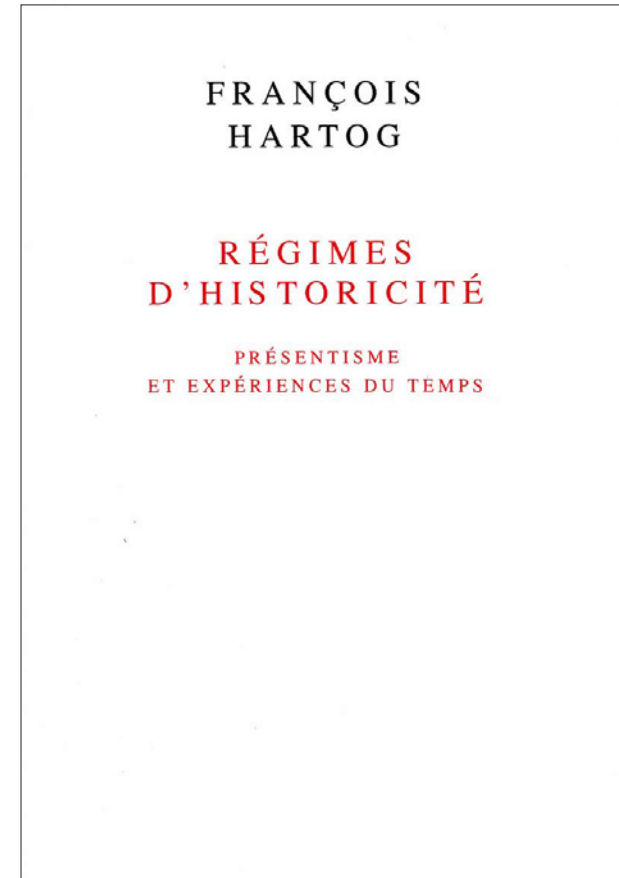 FRANÇOIS
HARTOG
RÉGIMES
D'HISTORICITÉ
PRÉSENTISME
ET EXPÉRIENCES DU TEMPS